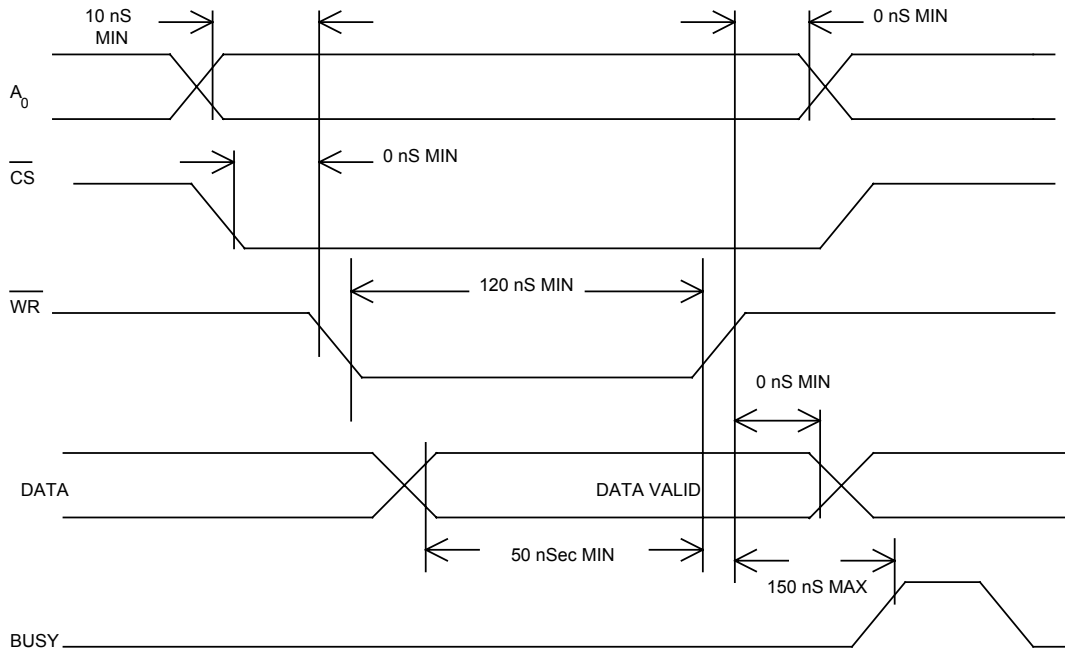 10 nS
MIN
0 nS MIN
A0
0 nS MIN
CS
120 nS MIN
WR
0 nS MIN
DATA
DATA VALID
50 nSec MIN
150 nS MAX
BUSY